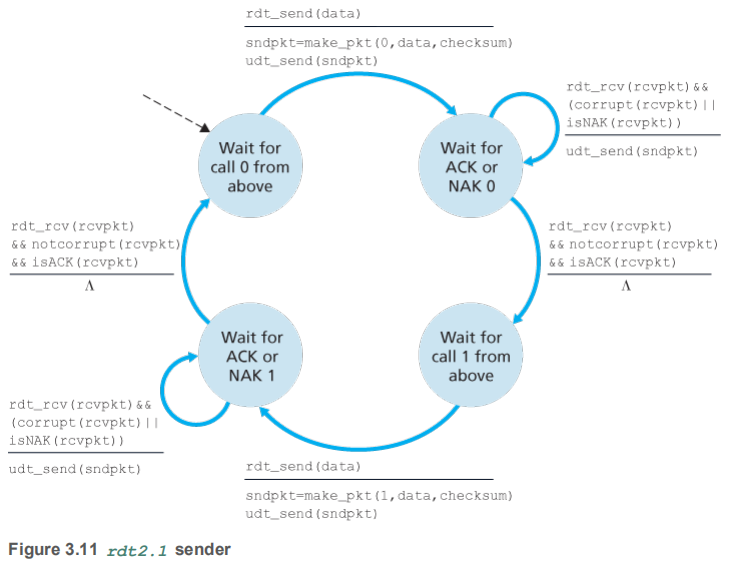 rdt_send(data)
sndpkt=make_pkt(0,data,checksum)
udt_send(sndpkt)
rdt_rcv(rcvpkt)&&
(corrupt(rcvpkt)||
isNAK(rcvpkt))
udt_send(sndpkt)
Wait for
call 0 from
above
Wait for
ACK or
NAK 0
rdt_rcv(rcvpkt)
&& notcorrupt(rcvpkt)
&& isACK(rcvpkt)
Λ
rdt_rcv(rcvpkt)
&& notcorrupt(rcvpkt)
&& isACK(rcvpkt)
Λ
Wait for
ACK or
NAK 1
Wait for
call 1 from
above
rdt_rcv(rcvpkt)&&
(corrupt(rcvpkt)||
isNAK(rcvpkt))
udt_send(sndpkt)
rdt_send(data)
sndpkt=make_pkt(1,data,checksum)
udt_send(sndpkt)
Figure 3.11 rdt2.1 sender